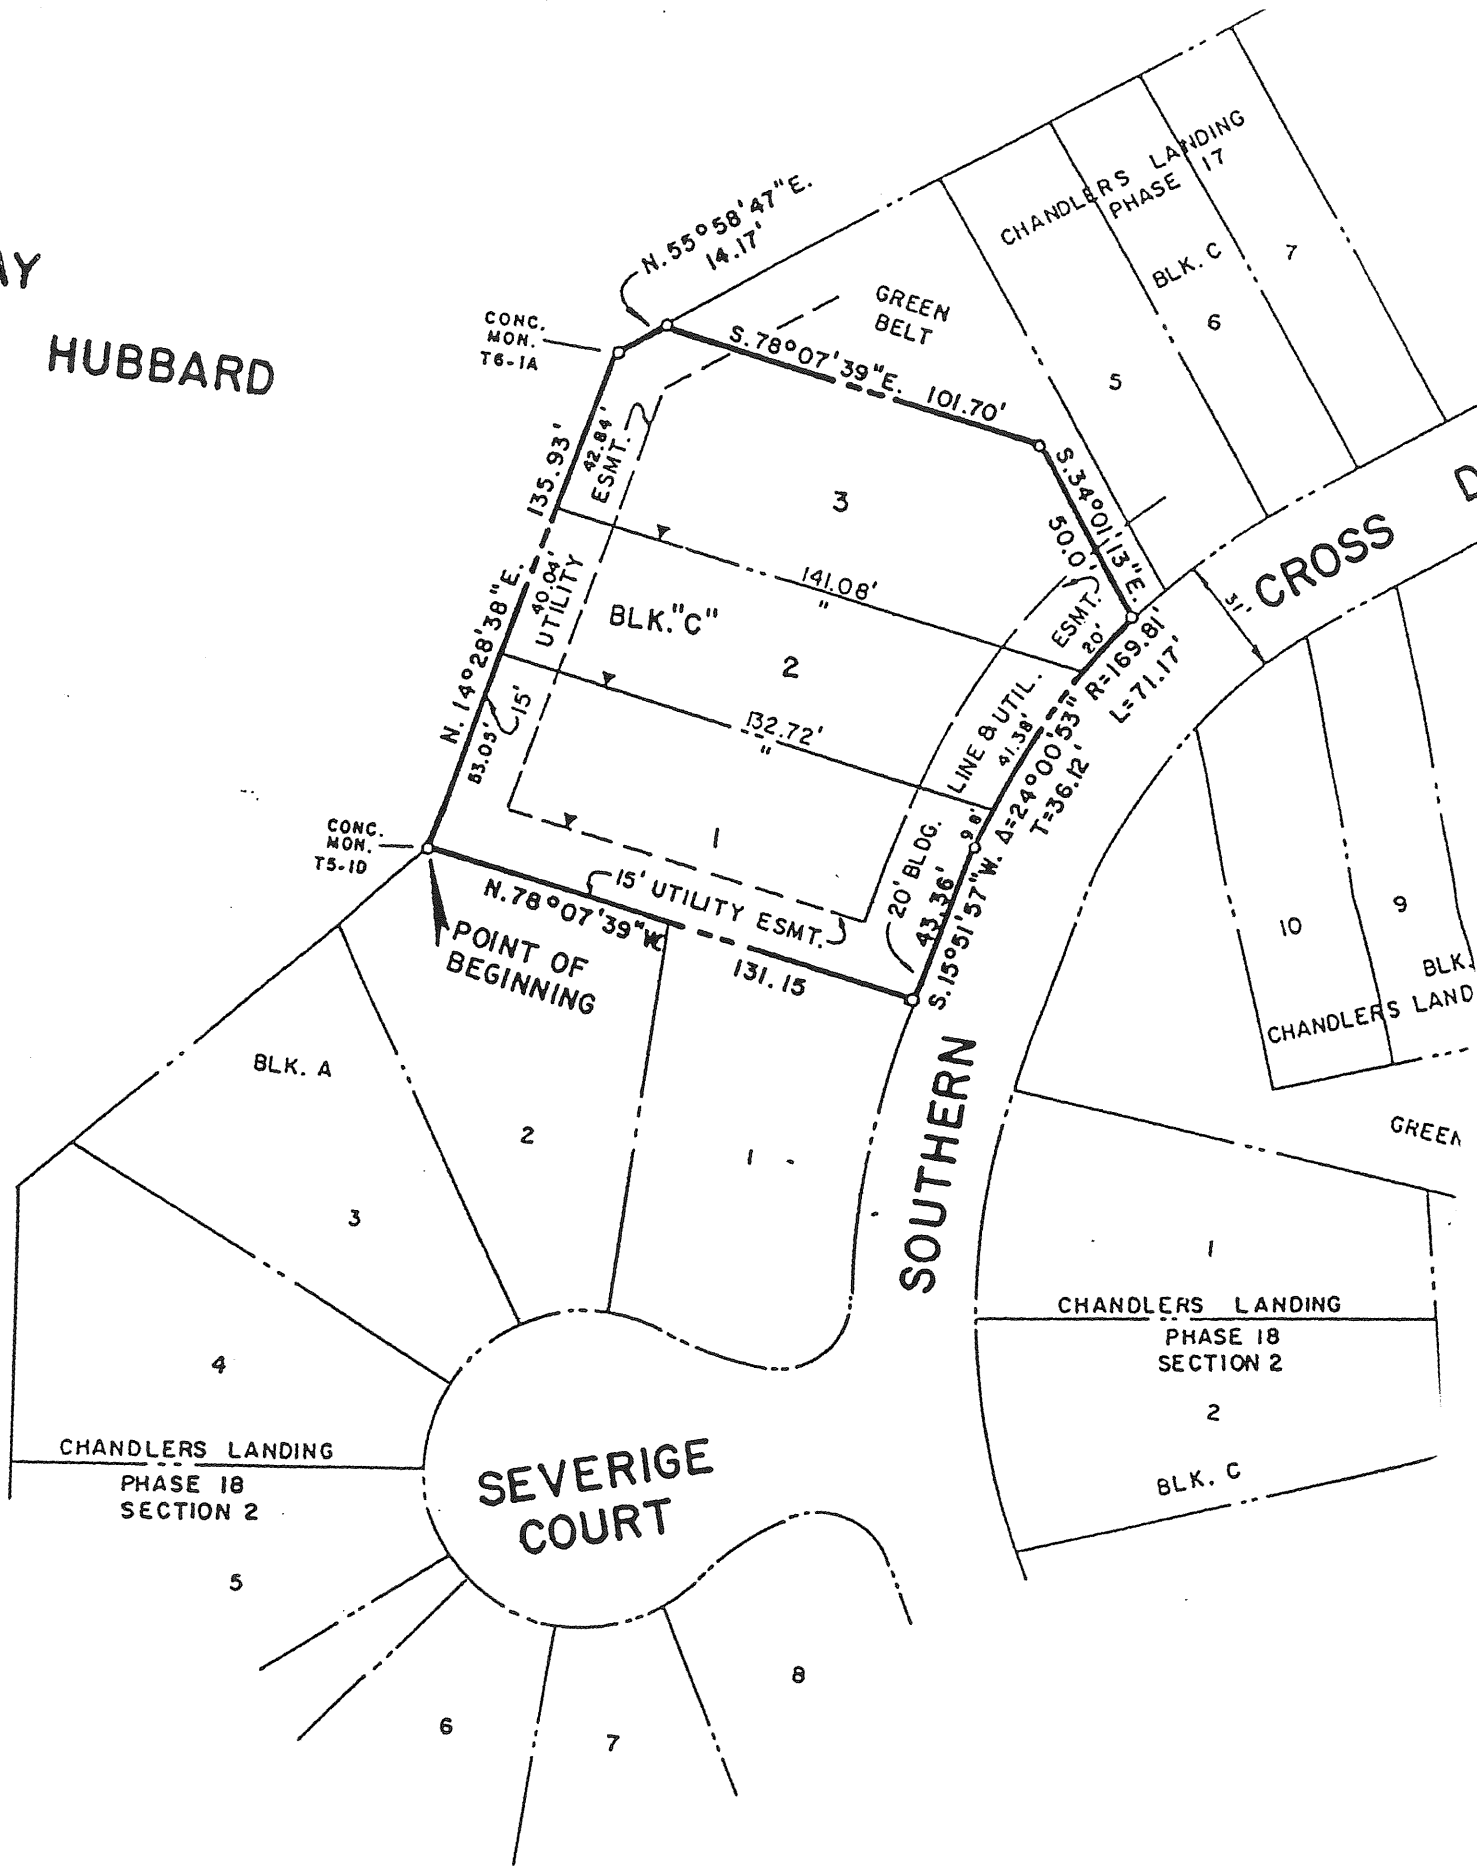 AY
HUBBARD
N. 55°58'47"E.
14.17'
CONC.
MON.
T6-1A
GREEN
BELT
CHANDLERS LANDING
PHASE 17
BLK. C
5
6
7
S. 78°07'39"E. 101.70'
S. 34°01'13"E.
50.0'
135.93'
N. 14°28'38"E.
42.84'
ESMT.
40.04'
UTILITY
15'
53.05'
3
141.08'
"
BLK. "C"
2
132.72'
"
1
ESMT.
20'
LINE & UTIL.
41.38'
20' BLDG.
9.8'
Δ=24°00'53" R=169.81'
T=36.12' L=71.17'
43.36'
S. 15°51'57"W.
31'
CROSS D
CONC.
MON.
T5-1D
POINT OF
BEGINNING
15' UTILITY ESMT.
N. 78°07'39"W.
131.15
SOUTHERN
10
9
BLK.
CHANDLERS LAND
GREEN
BLK. A
2
1
3
4
CHANDLERS LANDING
PHASE 18
SECTION 2
5
6
7
8
SEVERIGE
COURT
1
CHANDLERS LANDING
PHASE 18
SECTION 2
2
BLK. C